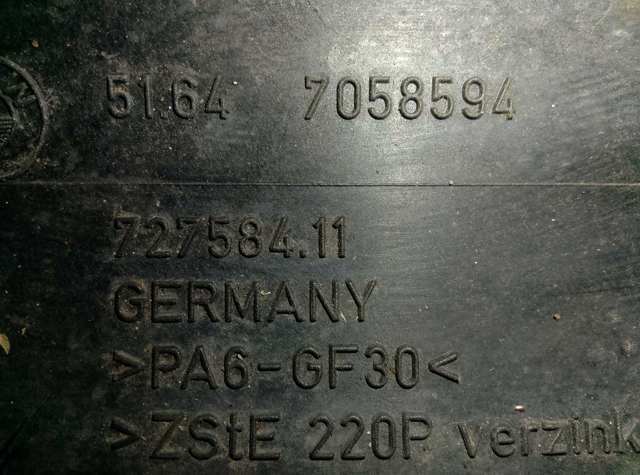 51.64 7058594
727584.11
GERMANY
>PA6-GF30<
>ZStE 220P verzink